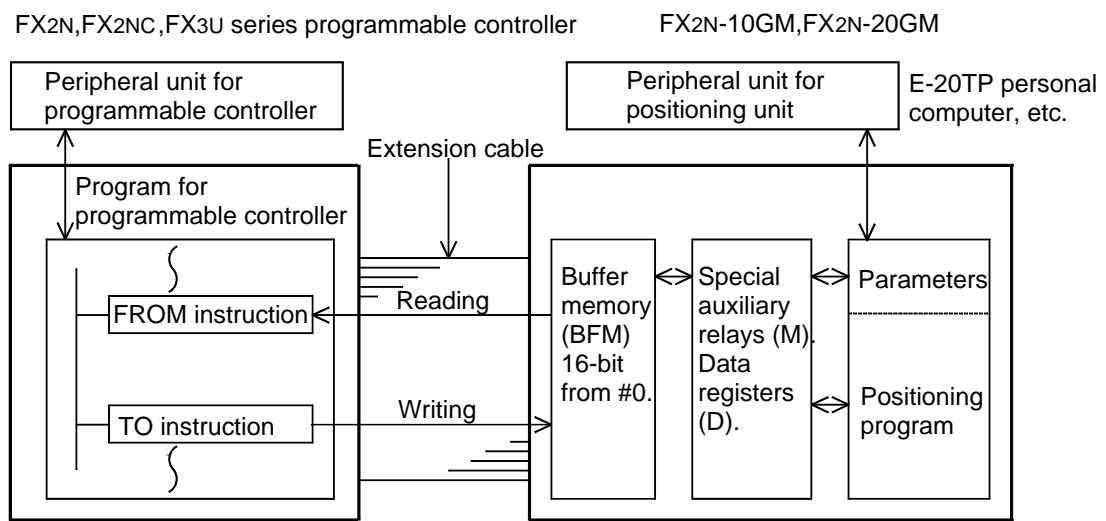 FX2N,FX2NC,FX3U series programmable controller
FX2N-10GM,FX2N-20GM
Peripheral unit for
programmable controller
Peripheral unit for
positioning unit
E-20TP personal
computer, etc.
Extension cable
Program for
programmable controller
FROM instruction
Reading
TO instruction
Writing
Buffer
memory
(BFM)
16-bit
from #0.
Special
auxiliary
relays (M).
Data
registers
(D).
Parameters
Positioning
program